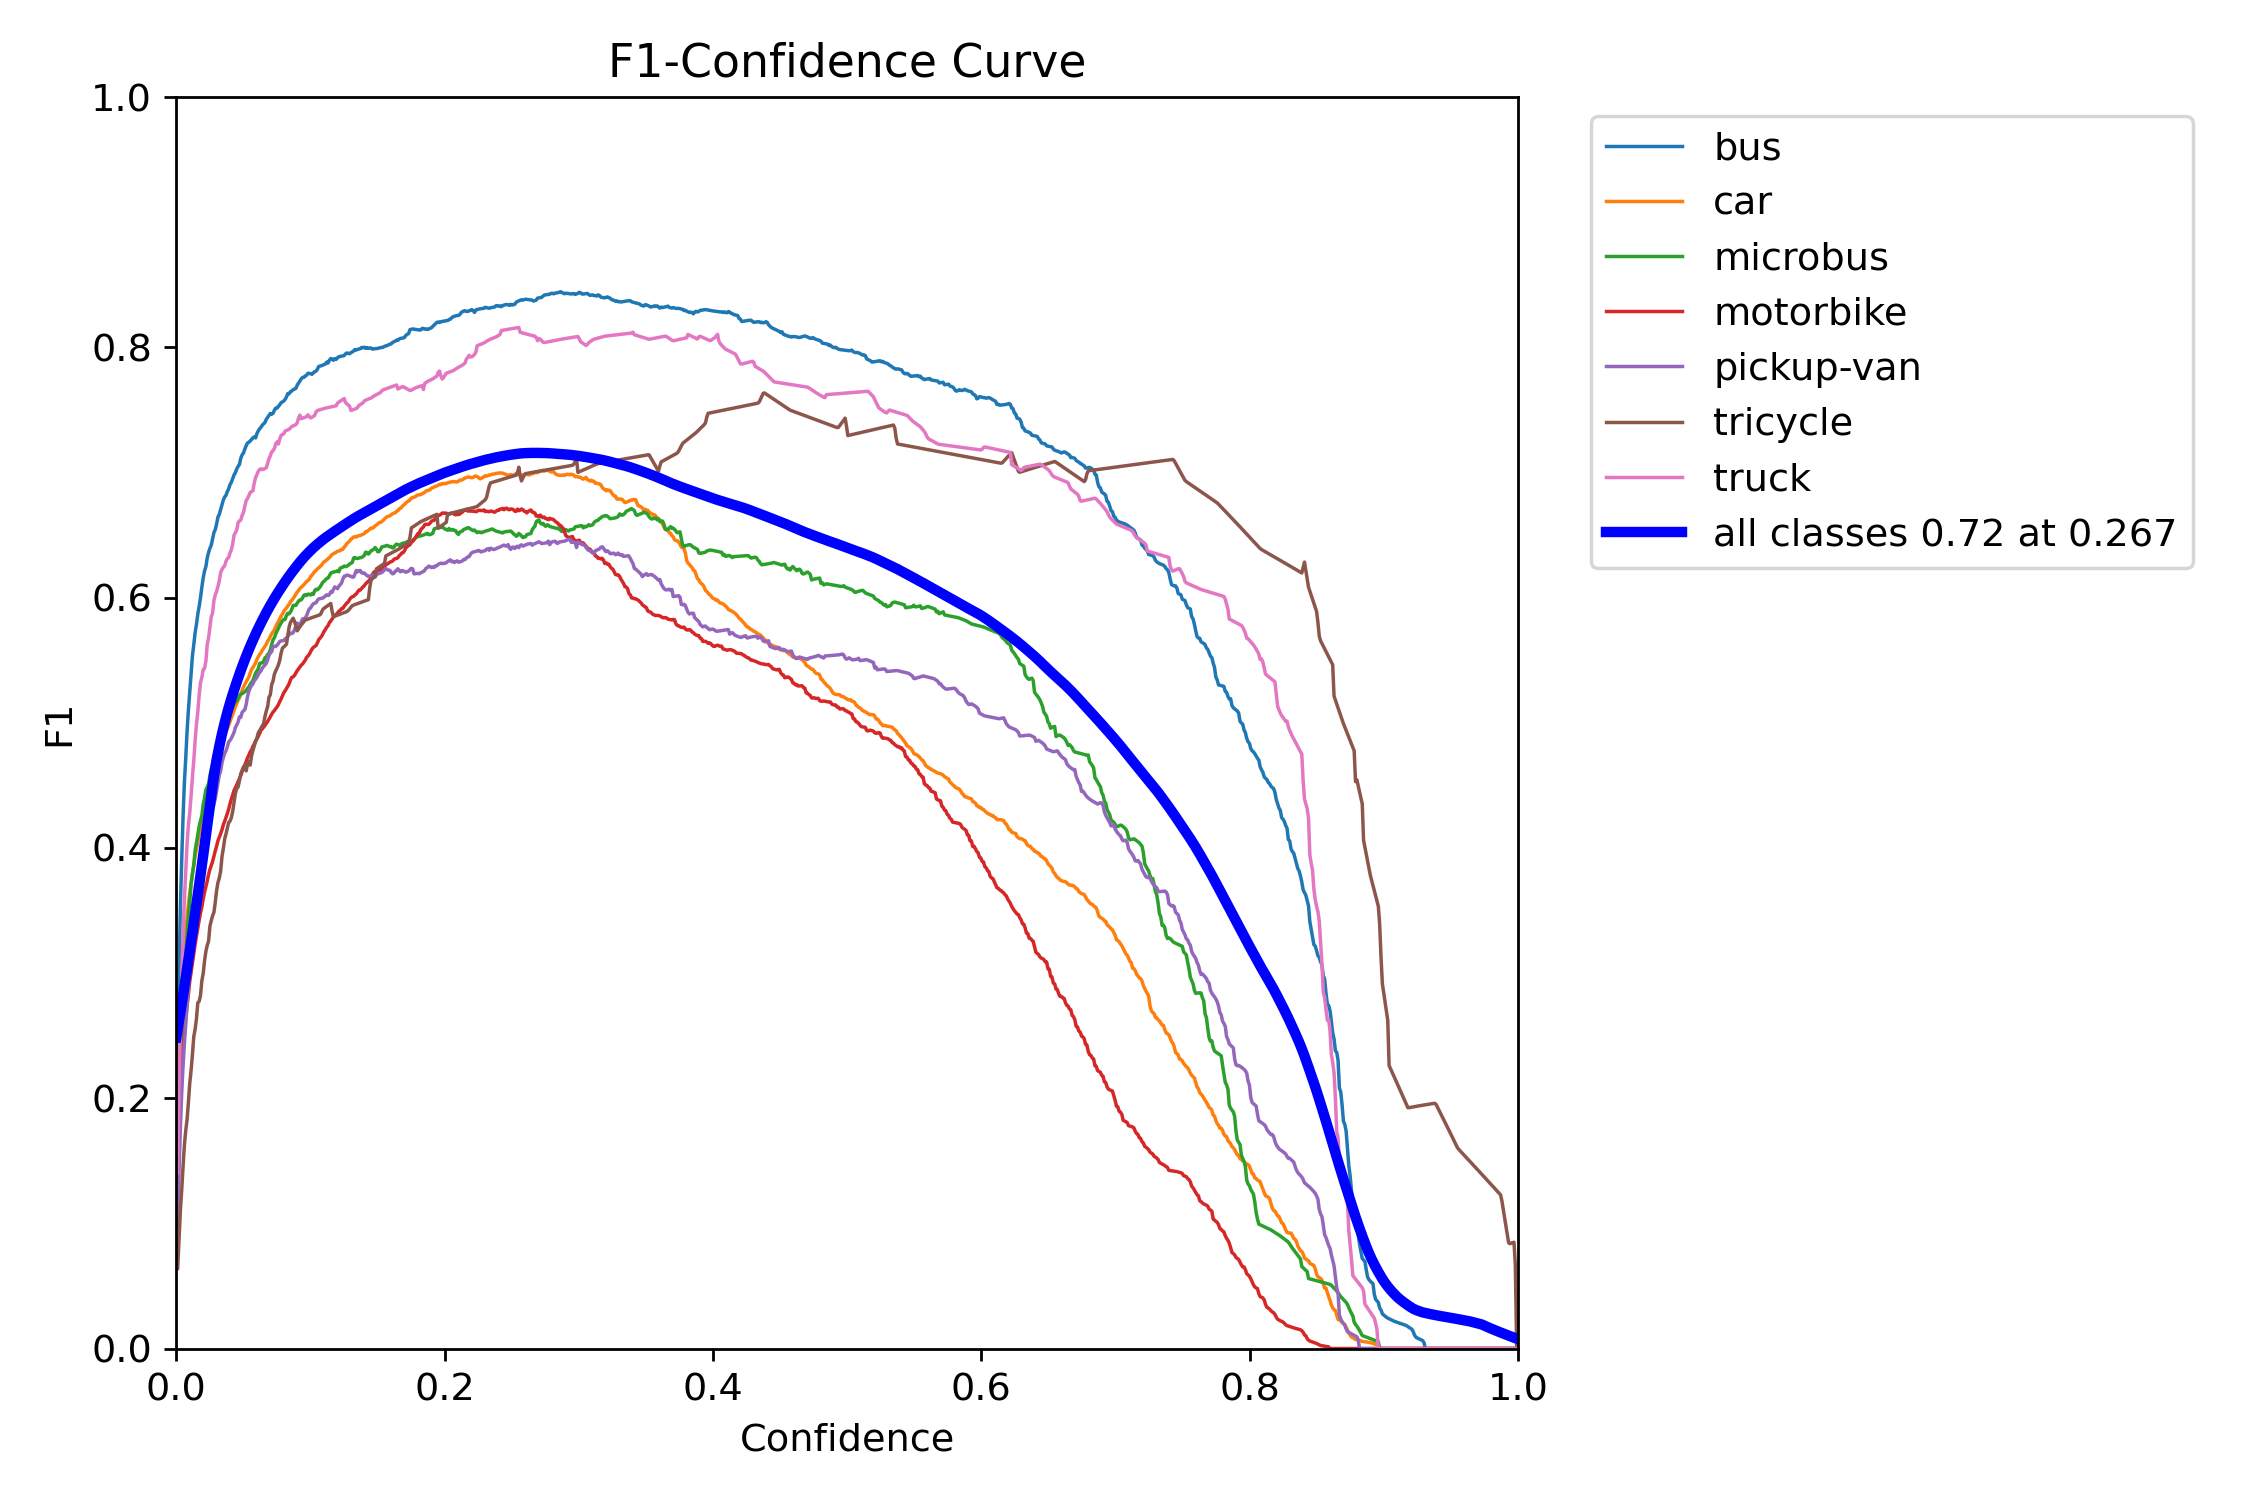 F1-Confidence Curve
1.0
0.8
0.6
0.4
0.2
0.0
F1
0.0 0.2 0.4 0.6 0.8 1.0
Confidence
bus
car
microbus
motorbike
pickup-van
tricycle
truck
all classes 0.72 at 0.267